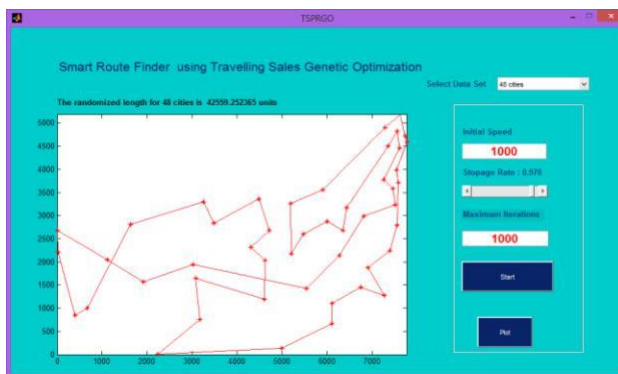 TSPRGO
Smart Route Finder using Travelling Sales Genetic Optimization
Select Data Set
48 cities
The randomized length for 48 cities is 42559.252365 units
Initial Speed
1000
Stopage Rate : 0.978
Maximum Iterations
1000
Start
Plot
5000
4500
4000
3500
3000
2500
2000
1500
1000
500
0
0 1000 2000 3000 4000 5000 6000 7000